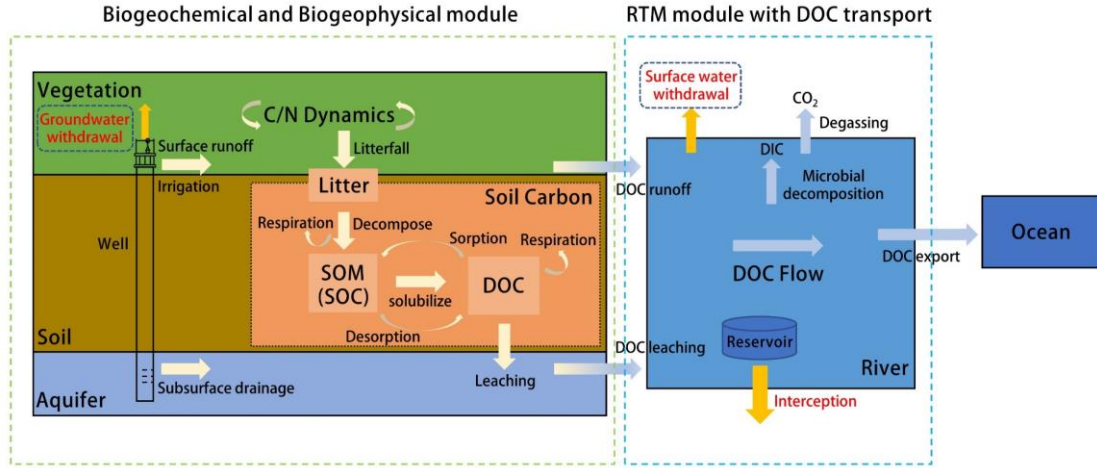 Biogeochemical and Biogeophysical module
RTM module with DOC transport
Vegetation
Groundwater
withdrawal
C/N Dynamics
Surface runoff
Irrigation
Litterfall
Litter
Soil Carbon
Well
Respiration
Decompose
Sorption
Respiration
SOM
(SOC)
solubilize
DOC
Desorption
Soil
Leaching
Subsurface drainage
Aquifer
DOC runoff
DOC leaching
Surface water
withdrawal
CO₂
Degassing
DIC
Microbial
decomposition
DOC Flow
DOC export
Reservoir
River
Interception
Ocean